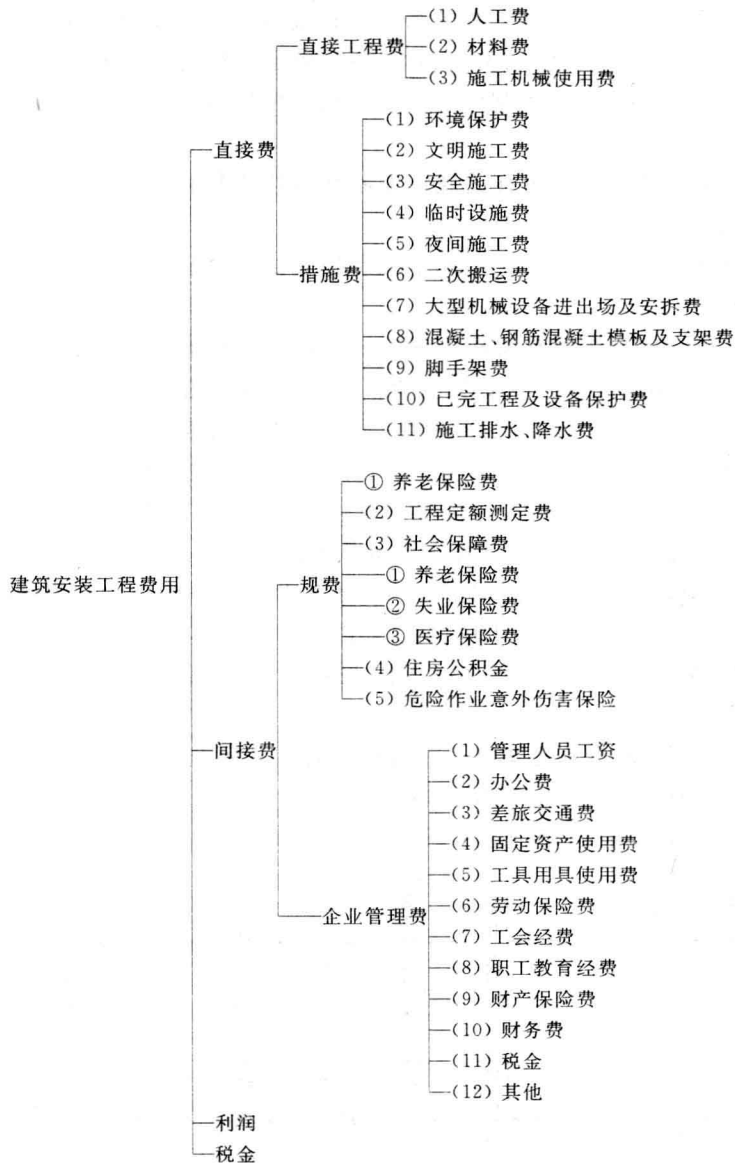 建筑安装工程费用
直接费
直接工程费
(1) 人工费
(2) 材料费
(3) 施工机械使用费
措施费
(1) 环境保护费
(2) 文明施工费
(3) 安全施工费
(4) 临时设施费
(5) 夜间施工费
(6) 二次搬运费
(7) 大型机械设备进出场及安拆费
(8) 混凝土、钢筋混凝土模板及支架费
(9) 脚手架费
(10) 已完工程及设备保护费
(11) 施工排水、降水费
间接费
规费
① 养老保险费
(2) 工程定额测定费
(3) 社会保障费
① 养老保险费
② 失业保险费
③ 医疗保险费
(4) 住房公积金
(5) 危险作业意外伤害保险
企业管理费
(1) 管理人员工资
(2) 办公费
(3) 差旅交通费
(4) 固定资产使用费
(5) 工具用具使用费
(6) 劳动保险费
(7) 工会经费
(8) 职工教育经费
(9) 财产保险费
(10) 财务费
(11) 税金
(12) 其他
利润
税金